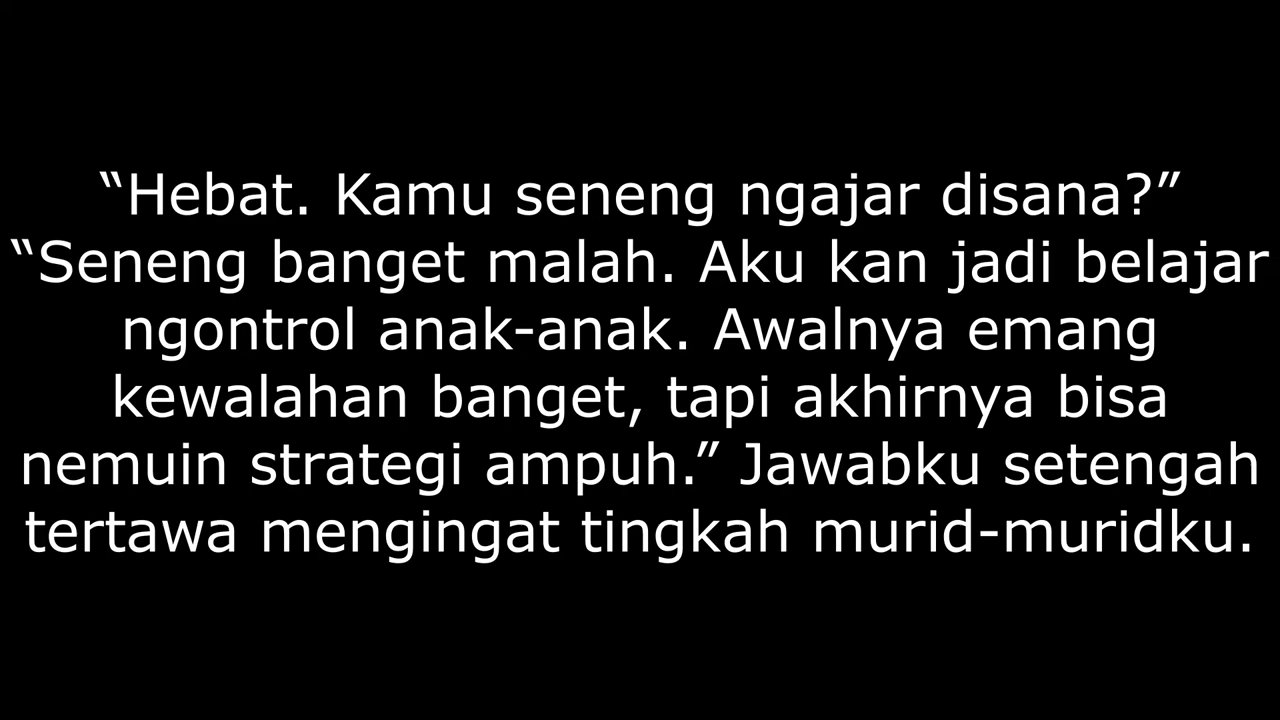 “Hebat. Kamu seneng ngajar disana?”
“Seneng banget malah. Aku kan jadi belajar
ngontrol anak-anak. Awalnya emang
kewalahan banget, tapi akhirnya bisa
nemuin strategi ampuh.” Jawabku setengah
tertawa mengingat tingkah murid-muridku.